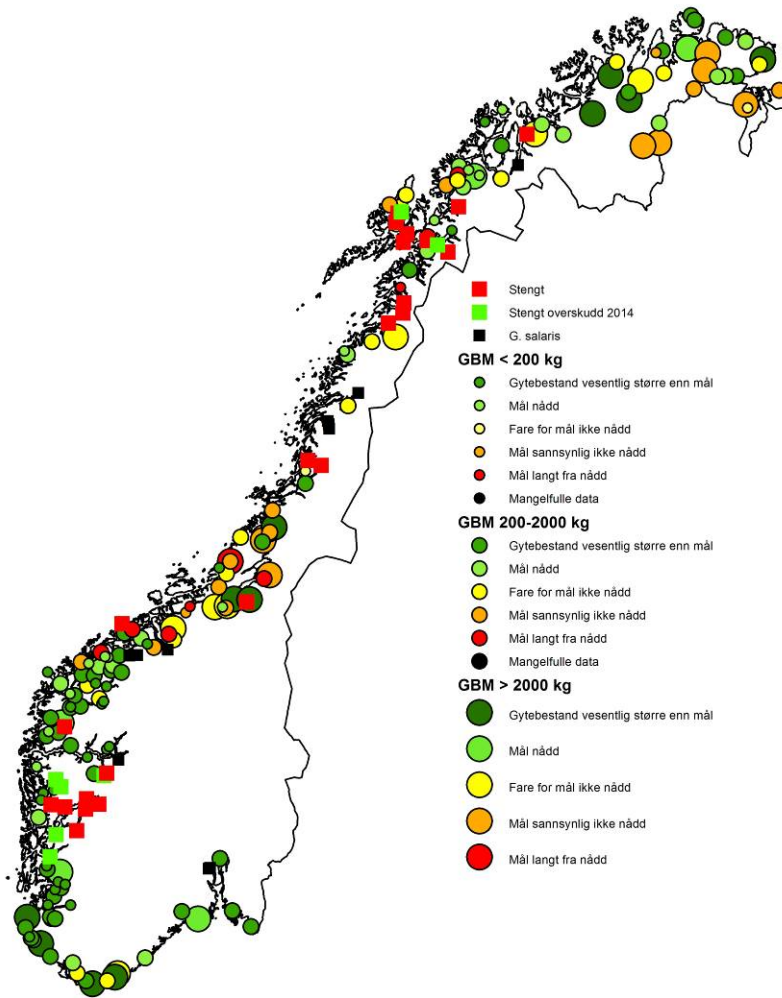 Stengt
Stengt overskudd 2014
G. salaris
GBM < 200 kg
Gytebestand vesentlig større enn mål
Mål nådd
Fare for mål ikke nådd
Mål sannsynlig ikke nådd
Mål langt fra nådd
Mangelfulle data
GBM 200-2000 kg
Gytebestand vesentlig større enn mål
Mål nådd
Fare for mål ikke nådd
Mål sannsynlig ikke nådd
Mål langt fra nådd
Mangelfulle data
GBM > 2000 kg
Gytebestand vesentlig større enn mål
Mål nådd
Fare for mål ikke nådd
Mål sannsynlig ikke nådd
Mål langt fra nådd